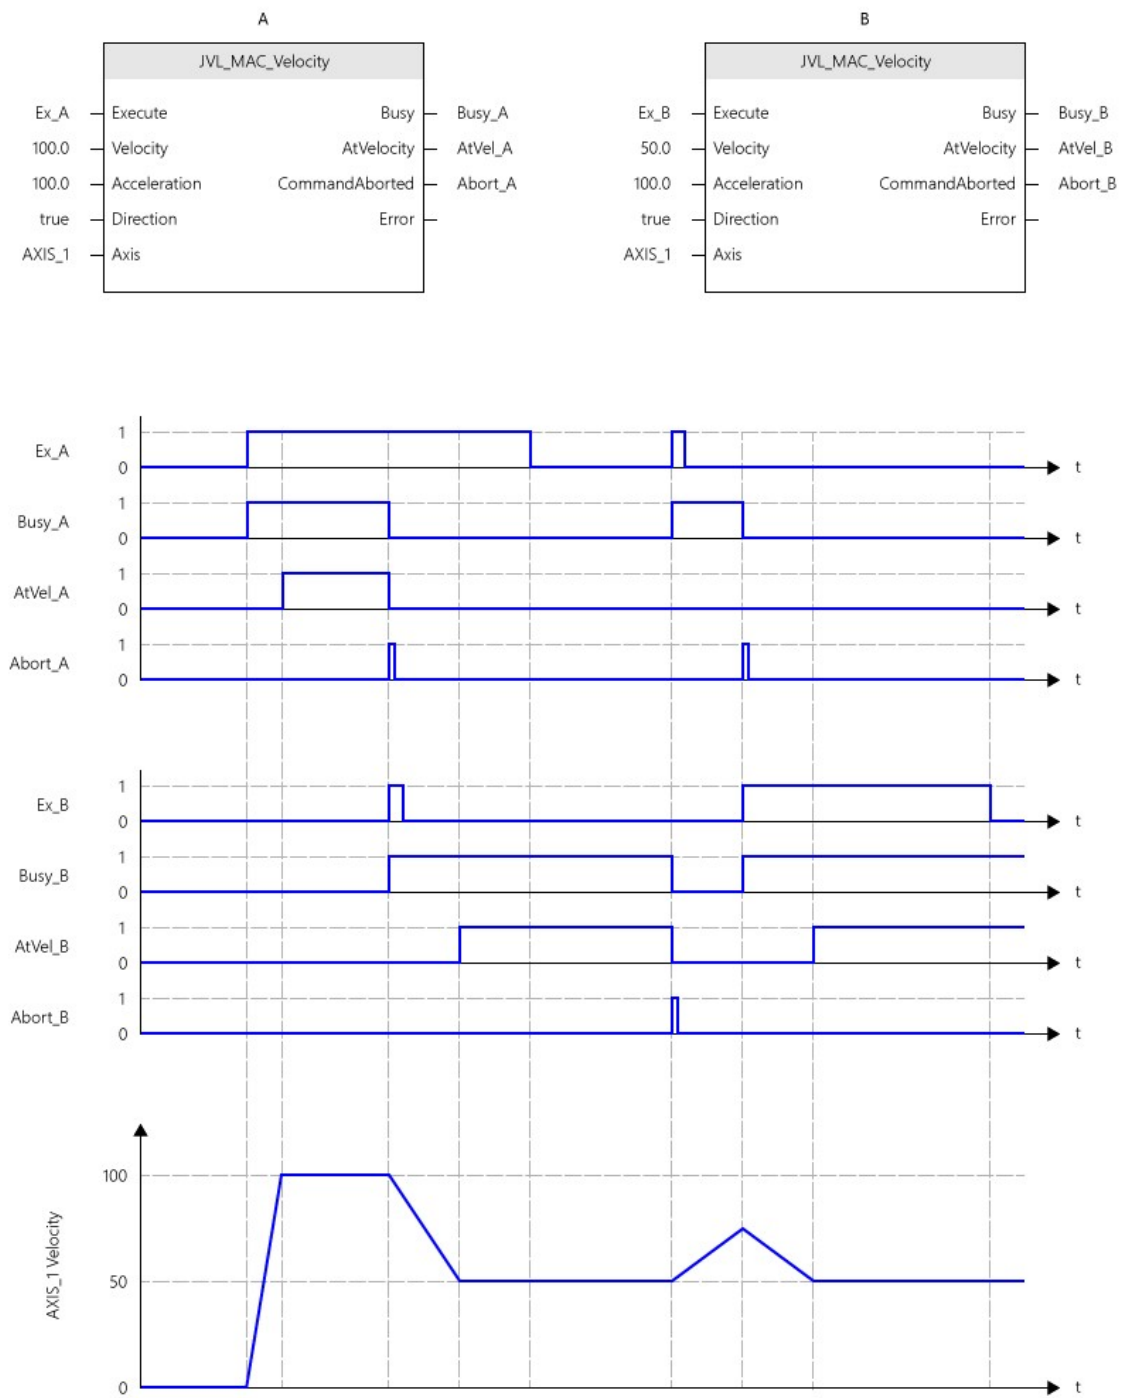 A B
JVL_MAC_Velocity JVL_MAC_Velocity
Ex_A Execute Busy Busy_A Ex_B Execute Busy Busy_B
100.0 Velocity AtVelocity AtVel_A 50.0 Velocity AtVelocity AtVel_B
100.0 Acceleration CommandAborted Abort_A 100.0 Acceleration CommandAborted Abort_B
true Direction Error true Direction Error
AXIS_1 Axis AXIS_1 Axis
1
Ex_A
0 t
1
Busy_A
0 t
1
AtVel_A
0 t
1
Abort_A
0 t
1
Ex_B
0 t
1
Busy_B
0 t
1
AtVel_B
0 t
1
Abort_B
0 t
100
AXIS_1 Velocity
50
0 t